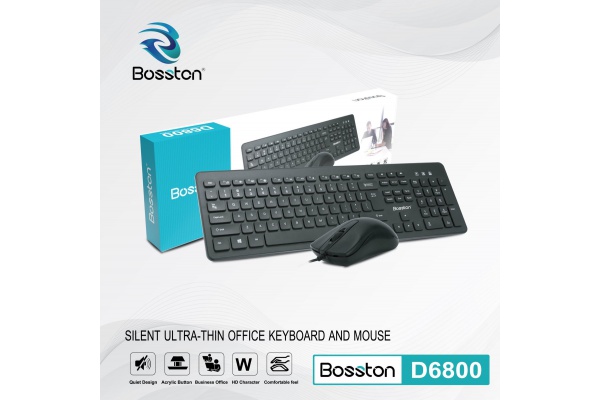 Bosston®
D6800
Bosston
Bosston
SILENT ULTRA-THIN OFFICE KEYBOARD AND MOUSE
W
Quiet Design
Acrylic Button
Business Office
HD Character
Comfortable feel
Bosston D6800